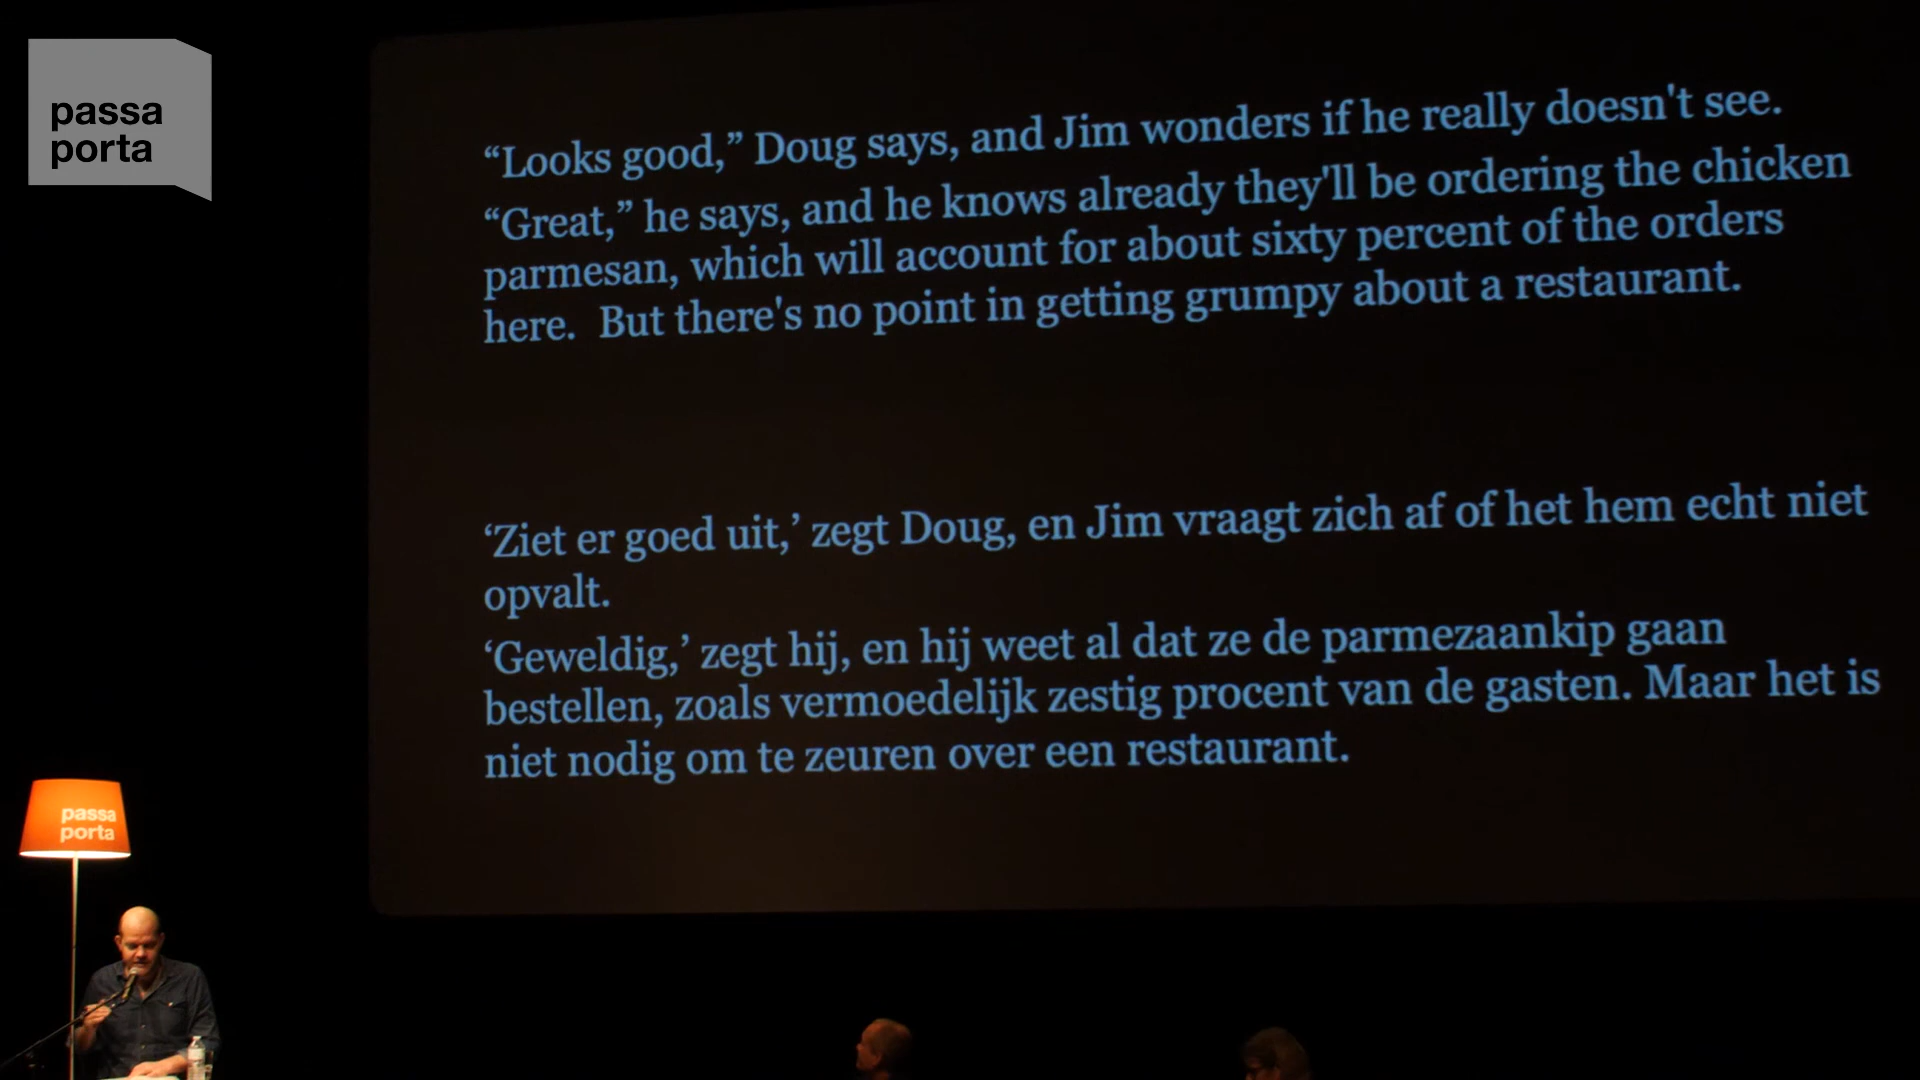 passa
porta
“Looks good,” Doug says, and Jim wonders if he really doesn't see.
“Great,” he says, and he knows already they'll be ordering the chicken
parmesan, which will account for about sixty percent of the orders
here.  But there's no point in getting grumpy about a restaurant.
‘Ziet er goed uit,’ zegt Doug, en Jim vraagt zich af of het hem echt niet
opvalt.
‘Geweldig,’ zegt hij, en hij weet al dat ze de parmezaankip gaan
bestellen, zoals vermoedelijk zestig procent van de gasten. Maar het is
niet nodig om te zeuren over een restaurant.
passa
porta